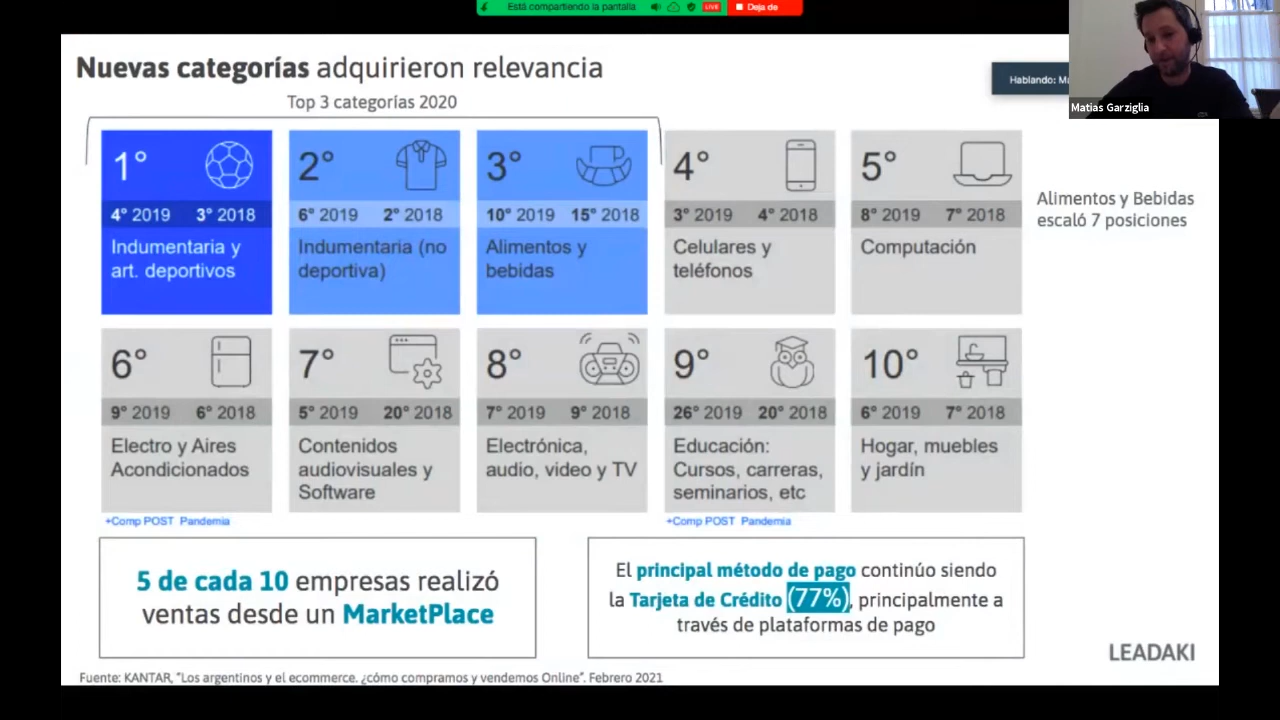 Está compartiendo la pantalla
LIVE
Deja de
Nuevas categorías adquirieron relevancia
Hablando:
Matias Garziglia
Top 3 categorías 2020
1° 2° 3° 4° 5°
4° 2019 3° 2018 6° 2019 2° 2018 10° 2019 15° 2018 3° 2019 4° 2018 8° 2019 7° 2018
Indumentaria y
art. deportivos
Indumentaria (no
deportiva)
Alimentos y
bebidas
Celulares y
teléfonos
Computación
Alimentos y Bebidas
escaló 7 posiciones
6° 7° 8° 9° 10°
9° 2019 6° 2018 5° 2019 20° 2018 7° 2019 9° 2018 26° 2019 20° 2018 6° 2019 7° 2018
Electro y Aires
Acondicionados
Contenidos
audiovisuales y
Software
Electrónica,
audio, video y TV
Educación:
Cursos, carreras,
seminarios, etc
Hogar, muebles
y jardín
+Comp POST Pandemia
+Comp POST Pandemia
5 de cada 10 empresas realizó
ventas desde un MarketPlace
El principal método de pago continúo siendo
la Tarjeta de Crédito (77%), principalmente a
través de plataformas de pago
LEADAKI
Fuente: KANTAR, “Los argentinos y el ecommerce. ¿cómo compramos y vendemos Online”. Febrero 2021